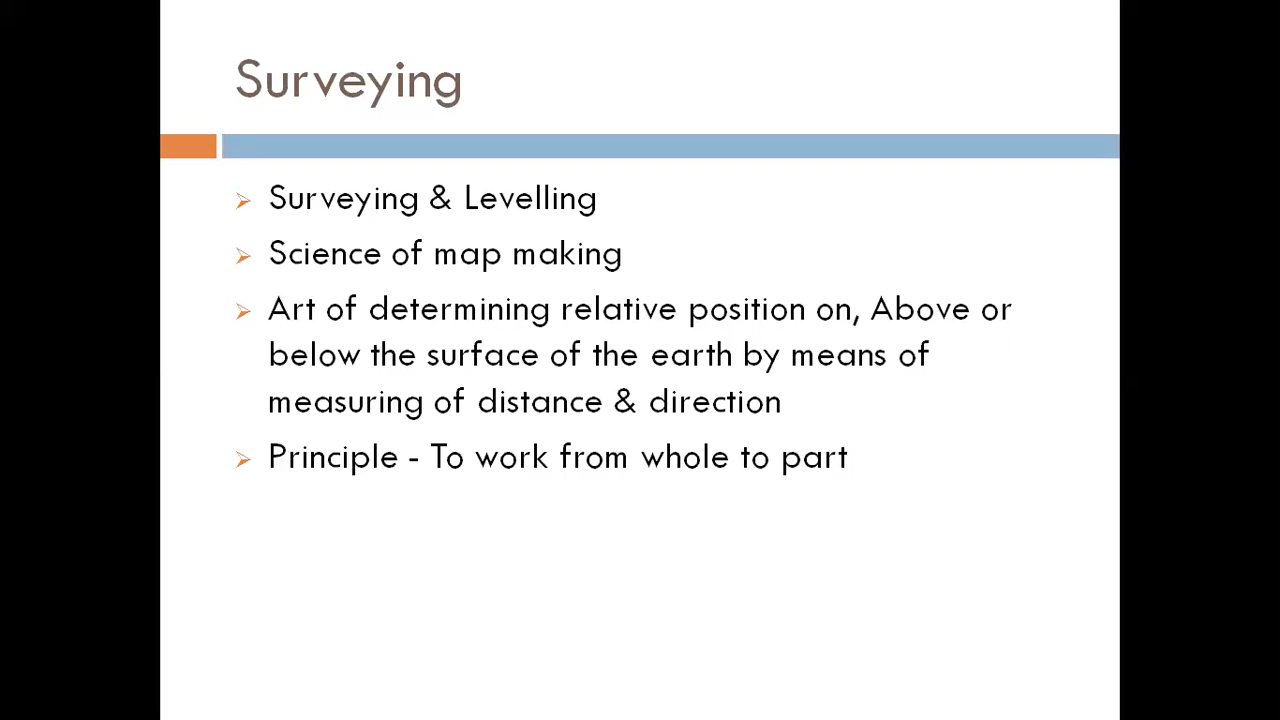 Surveying
Surveying & Levelling
Science of map making
Art of determining relative position on, Above or
below the surface of the earth by means of
measuring of distance & direction
Principle - To work from whole to part